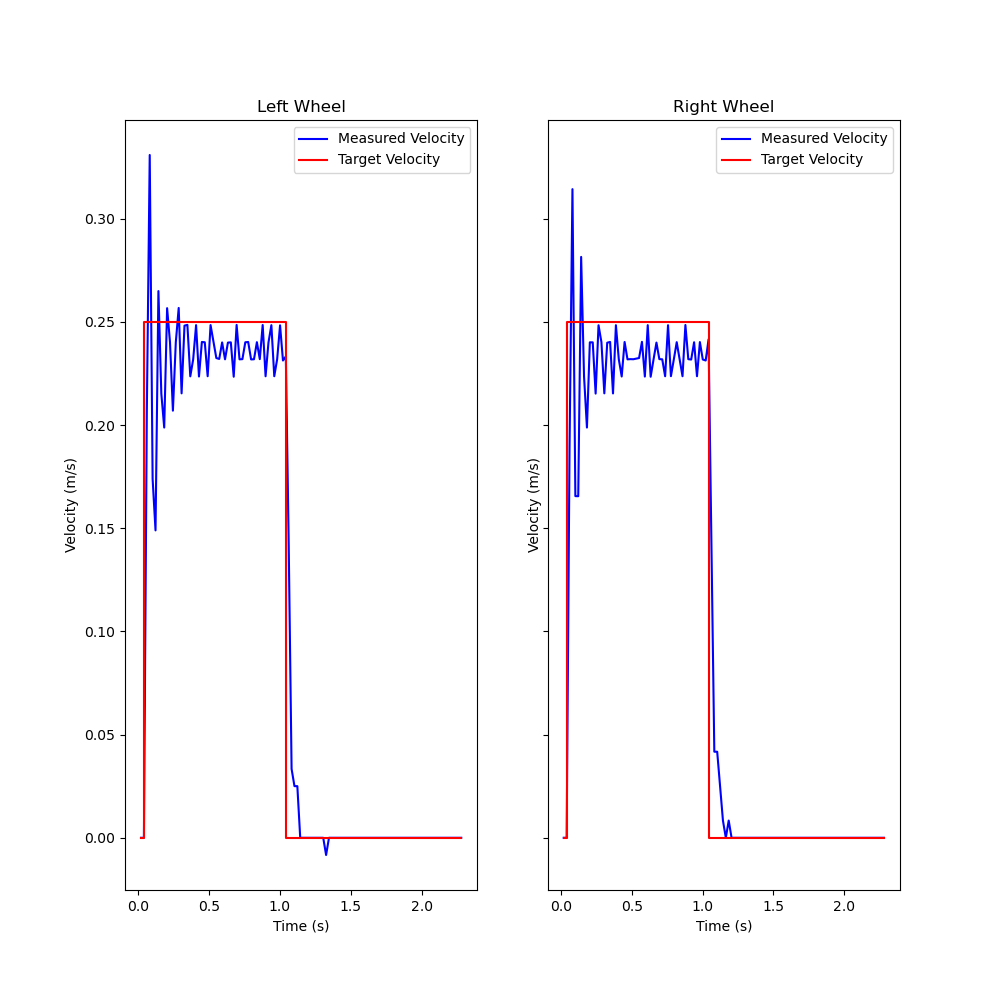 Left Wheel
Measured Velocity
Target Velocity
Velocity (m/s)
0.30
0.25
0.20
0.15
0.10
0.05
0.00
0.0 0.5 1.0 1.5 2.0
Time (s)
Right Wheel
Measured Velocity
Target Velocity
Velocity (m/s)
0.0 0.5 1.0 1.5 2.0
Time (s)